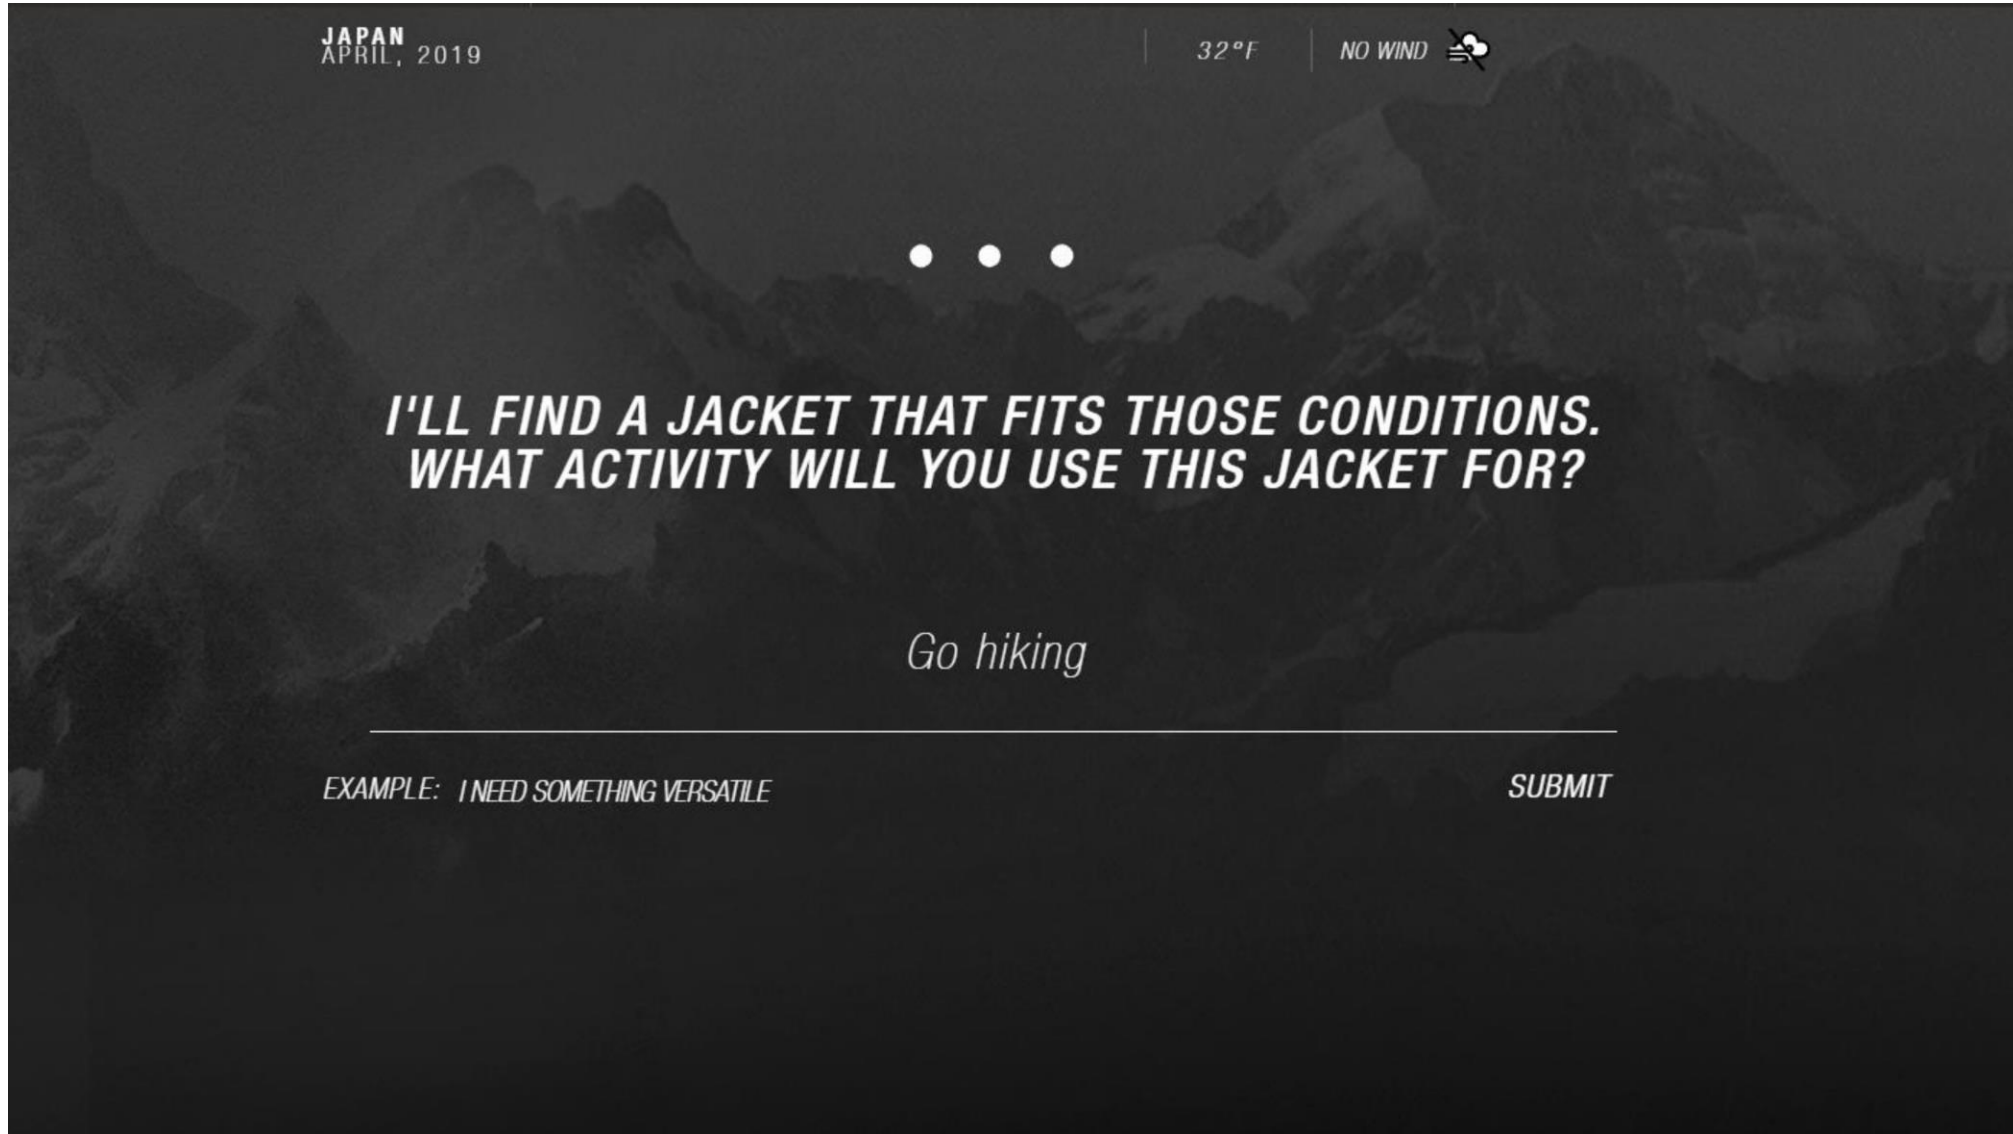 JAPAN
APRIL, 2019
32°F
NO WIND
I'LL FIND A JACKET THAT FITS THOSE CONDITIONS.
WHAT ACTIVITY WILL YOU USE THIS JACKET FOR?
Go hiking
EXAMPLE: I NEED SOMETHING VERSATILE
SUBMIT